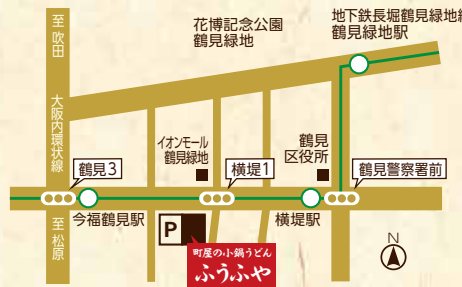 至 吹田
花博記念公園
鶴見緑地
地下鉄長堀鶴見緑地線
鶴見緑地駅
大阪内環状線
イオンモール
鶴見緑地
鶴見
区役所
鶴見3
横堤1
鶴見警察署前
今福鶴見駅
横堤駅
至 松原
P
町屋の小鍋うどん
ふうふや
N